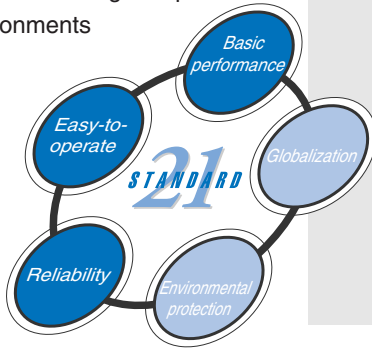 onments
Basic
performance
Easy-to-
operate
Globalization
STANDARD
21
Reliability
Environmental
protection